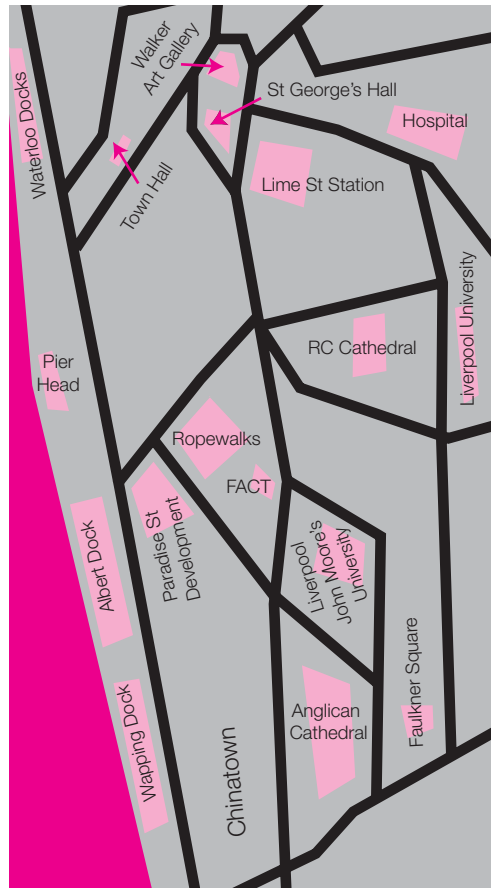 Walker
Art Gallery
St George's Hall
Waterloo Docks
Hospital
Town Hall
Lime St Station
Liverpool University
Pier
Head
RC Cathedral
Ropewalks
FACT
Paradise St
Development
Albert Dock
Liverpool
John Moore's
University
Faulkner Square
Wapping Dock
Anglican
Cathedral
Chinatown